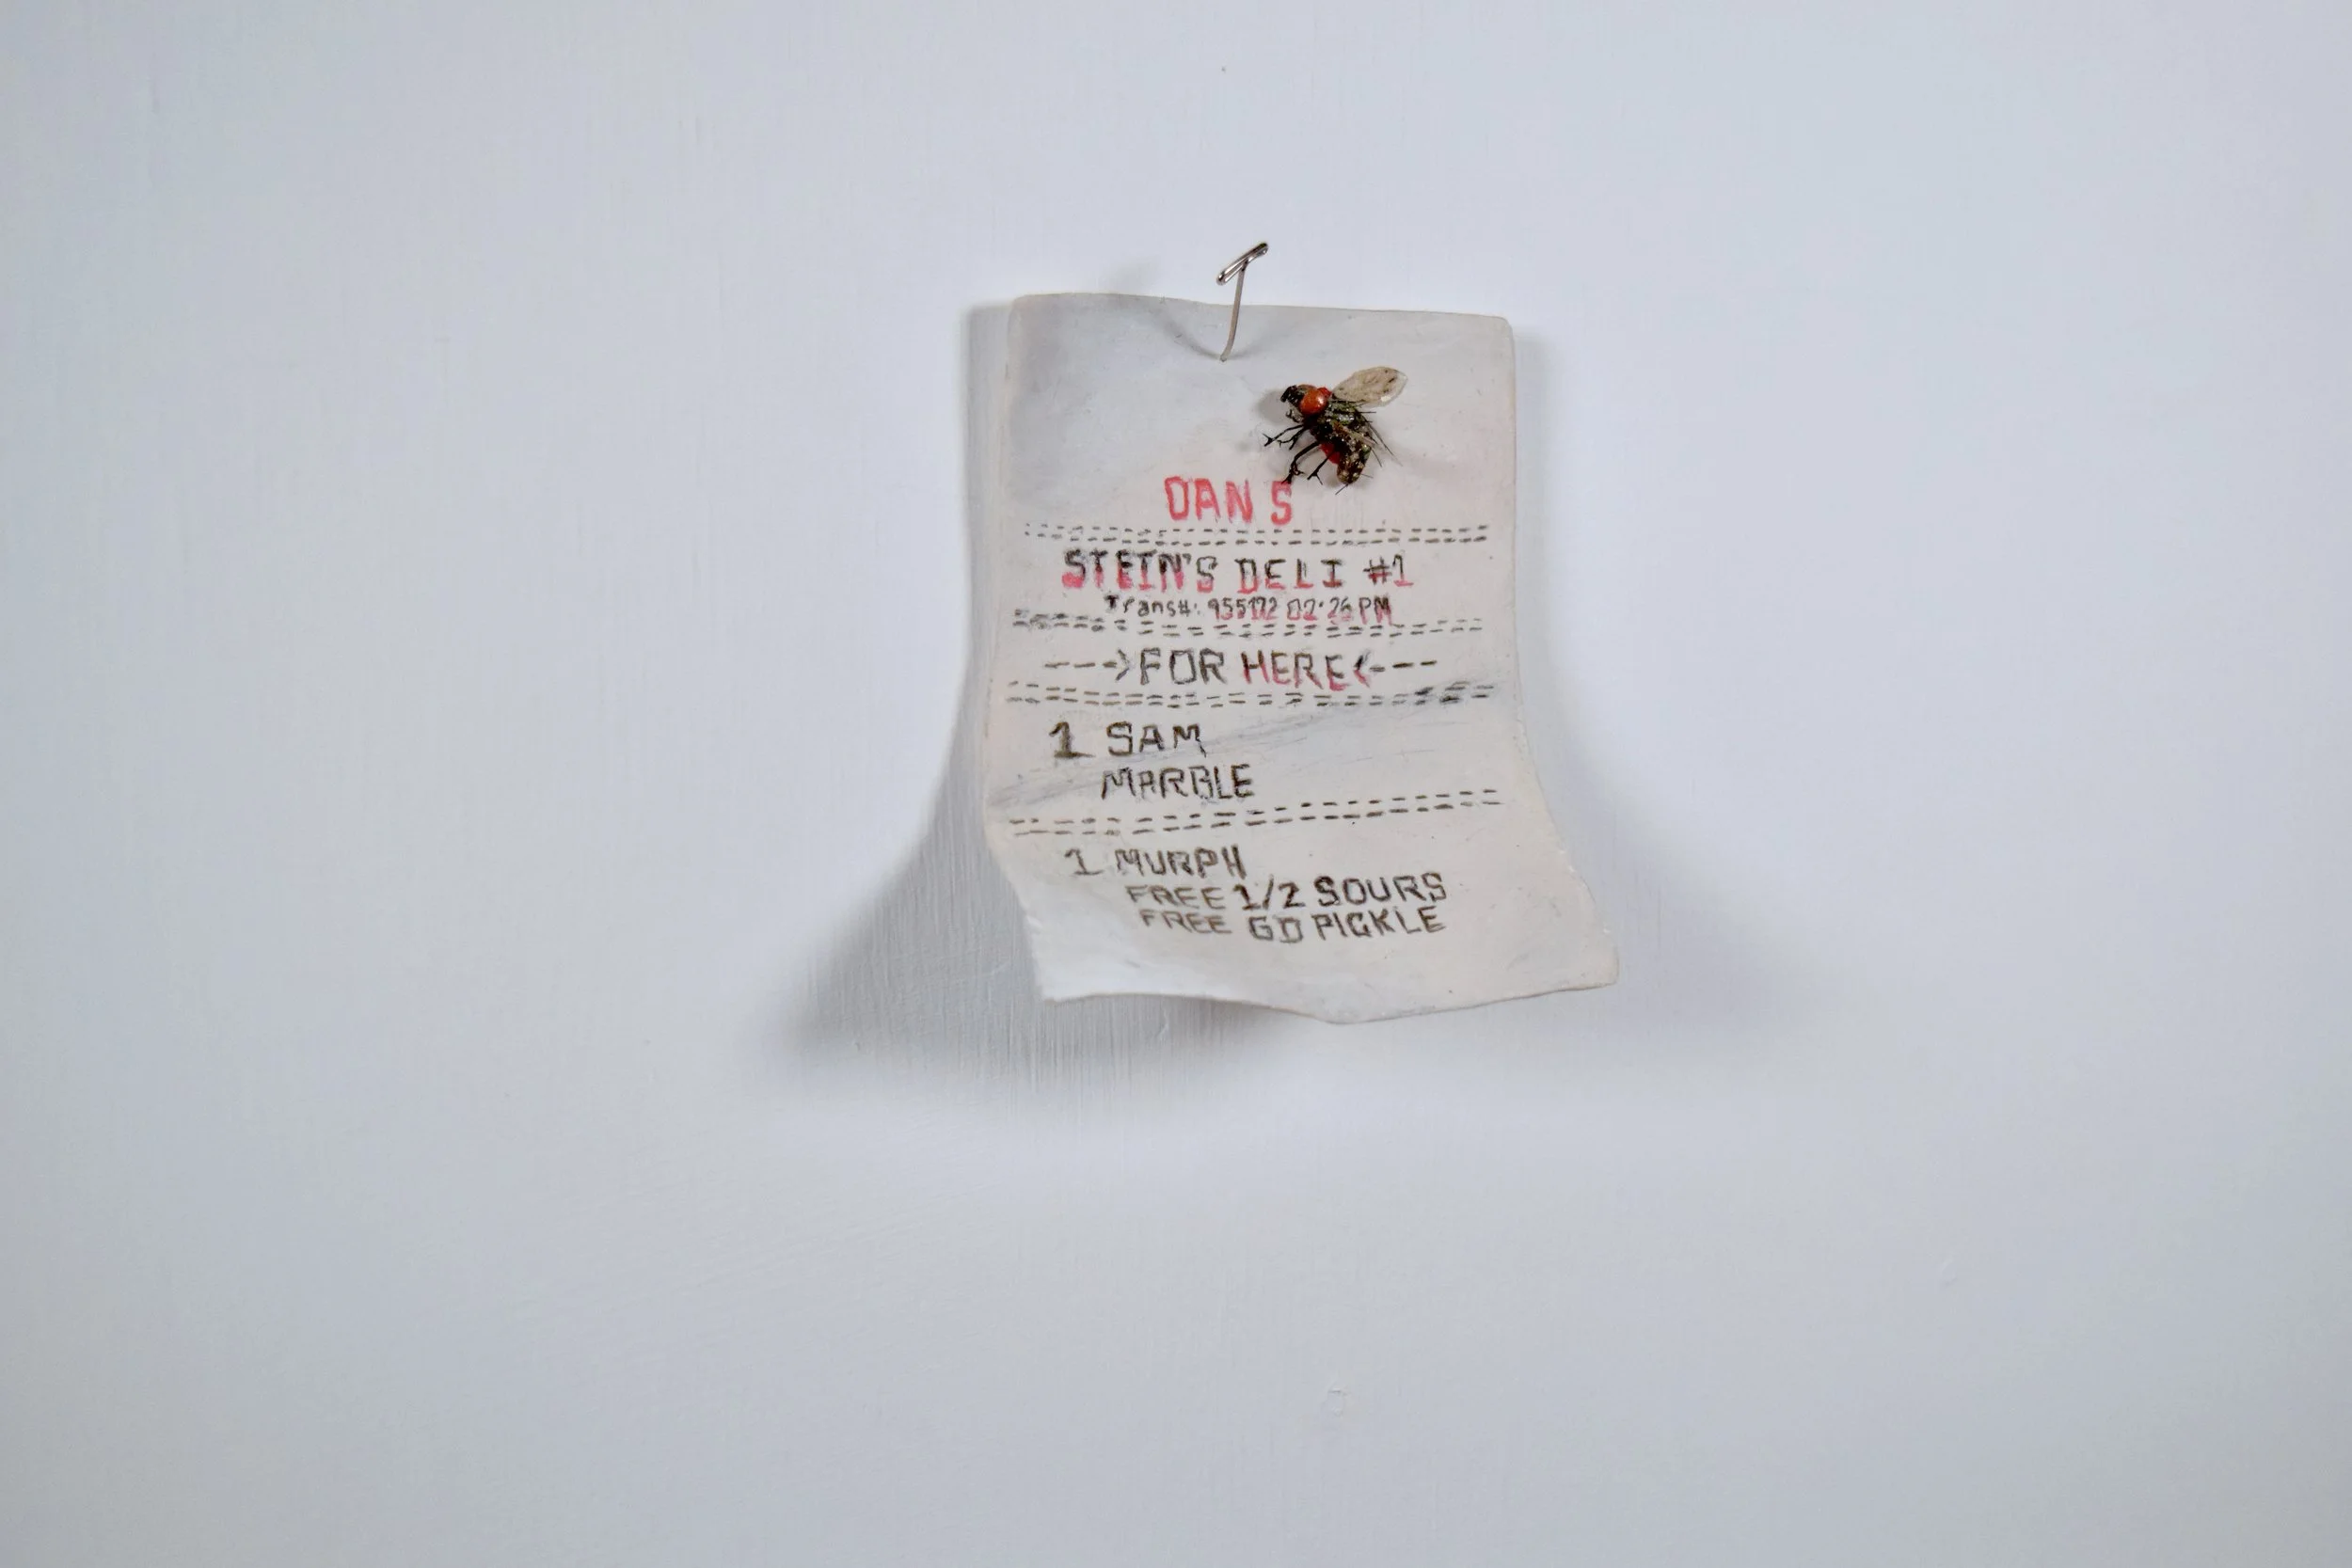 DAN S
STEIN'S DELI #1
Trans#: 955172 02:26 PM
--->FOR HERE<---
1 SAM
MARBLE
1 MURPH
FREE 1/2 SOURS
FREE GD PICKLE